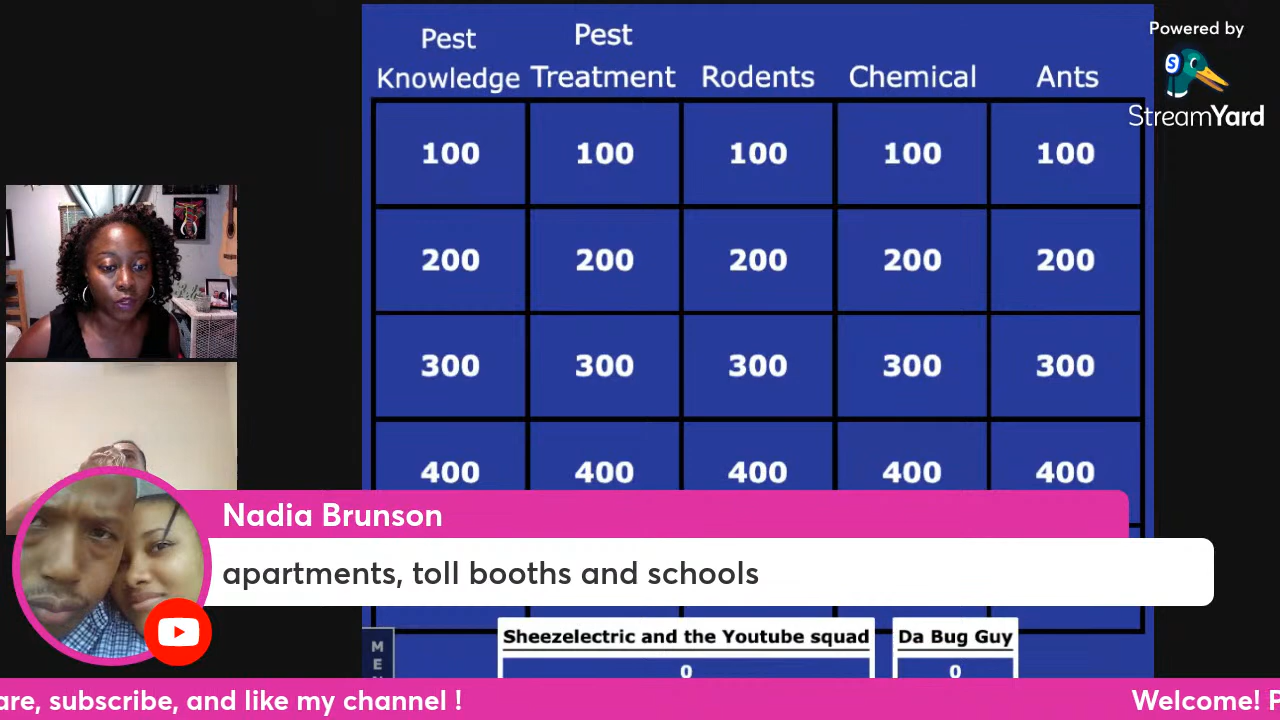 Powered by
StreamYard
Pest Knowledge
Pest Treatment
Rodents
Chemical
Ants
100 100 100 100 100
200 200 200 200 200
300 300 300 300 300
400 400 400 400 400
Nadia Brunson
apartments, toll booths and schools
Sheezelectric and the Youtube squad
0
Da Bug Guy
0
M
E
are, subscribe, and like my channel !
Welcome! P